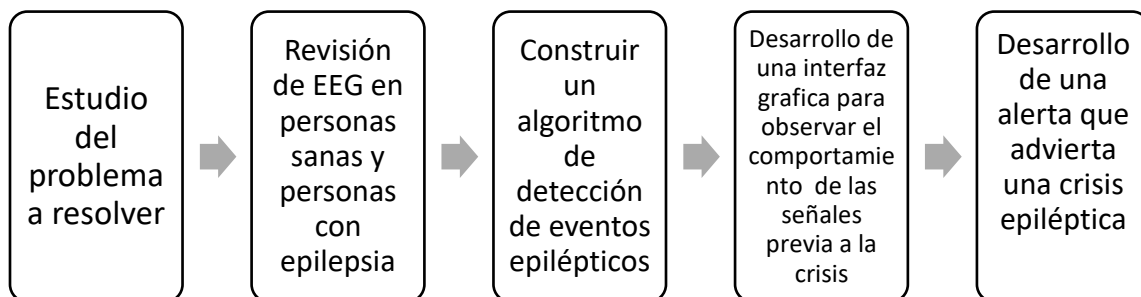 Estudio
del
problema
a resolver
Revisión
de EEG en
personas
sanas y
personas
con
epilepsia
Construir
un
algoritmo
de
detección
de eventos
epilépticos
Desarrollo de
una interfaz
grafica para
observar el
comportamie
nto de las
señales
previa a la
crisis
Desarrollo
de una
alerta que
advierta
una crisis
epiléptica